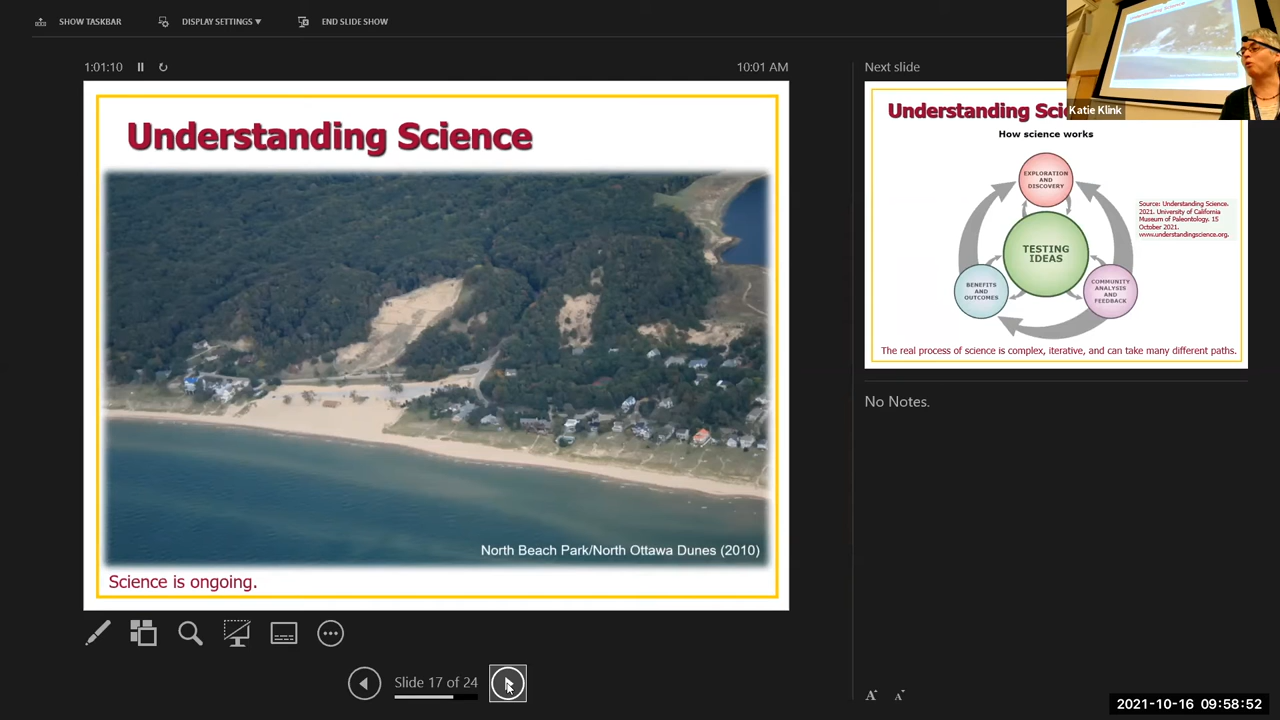 SHOW TASKBAR
DISPLAY SETTINGS ▼
END SLIDE SHOW
1:01:10
10:01 AM
Understanding Science
North Beach Park/North Ottawa Dunes (2010)
Science is ongoing.
Slide 17 of 24
Next slide
Katie Klink
Understanding Sci
How science works
EXPLORATION
AND
DISCOVERY
TESTING
IDEAS
BENEFITS
AND
OUTCOMES
COMMUNITY
ANALYSIS
AND
FEEDBACK
Source: Understanding Science.
2021. University of California
Museum of Paleontology. 15
October 2021.
www.understandingscience.org.
The real process of science is complex, iterative, and can take many different paths.
No Notes.
A A
2021-10-16 09:58:52